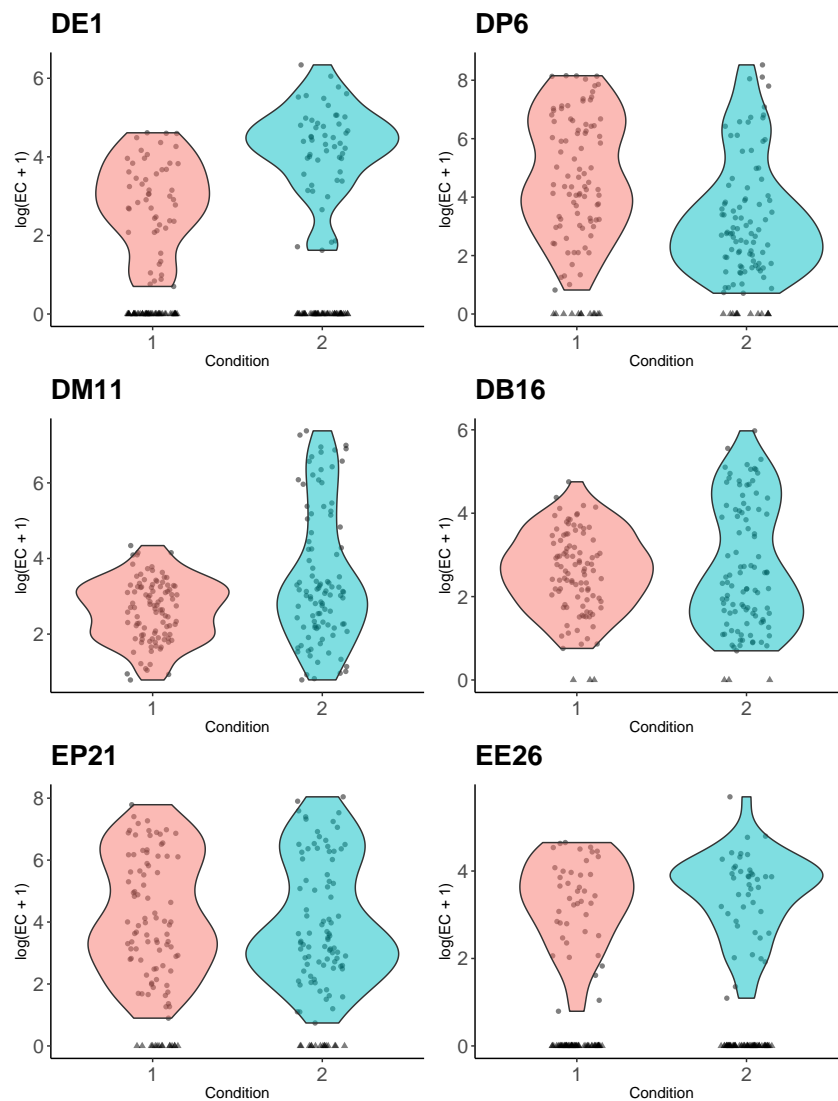 DE1
DP6
log(EC + 1)
6
4
2
0
1
2
Condition
log(EC + 1)
8
6
4
2
0
1
2
Condition
DM11
DB16
log(EC + 1)
6
4
2
1
2
Condition
log(EC + 1)
6
4
2
0
1
2
Condition
EP21
EE26
log(EC + 1)
8
6
4
2
0
1
2
Condition
log(EC + 1)
4
2
0
1
2
Condition